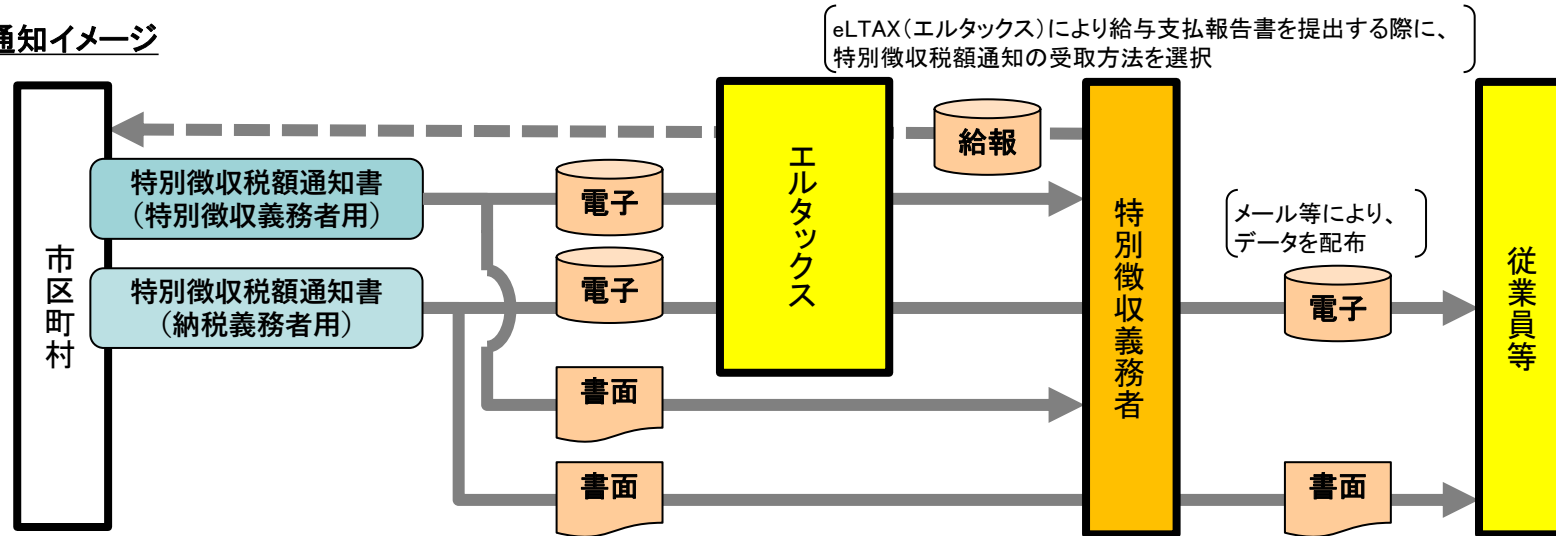 通知イメージ
eLTAX(エルタックス)により給与支払報告書を提出する際に、
特別徴収税額通知の受取方法を選択
市区町村
特別徴収税額通知書
(特別徴収義務者用)
特別徴収税額通知書
(納税義務者用)
電子
電子
書面
書面
エルタックス
給報
特別徴収義務者
メール等により、
データを配布
電子
書面
従業員等